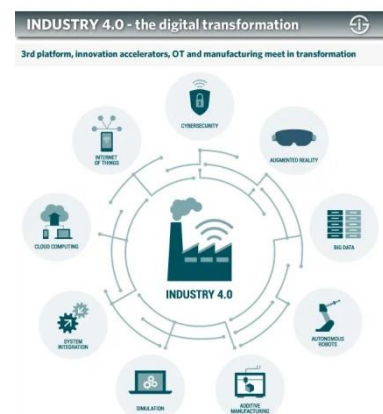 INDUSTRY 4.0 - the digital transformation
3rd platform, innovation accelerators, OT and manufacturing meet in transformation
CYBERSECURITY
INTERNET
OF THINGS
AUGMENTED REALITY
CLOUD COMPUTING
BIG DATA
INDUSTRY 4.0
SYSTEM
INTEGRATION
AUTONOMOUS
ROBOTS
SIMULATION
ADDITIVE
MANUFACTURING